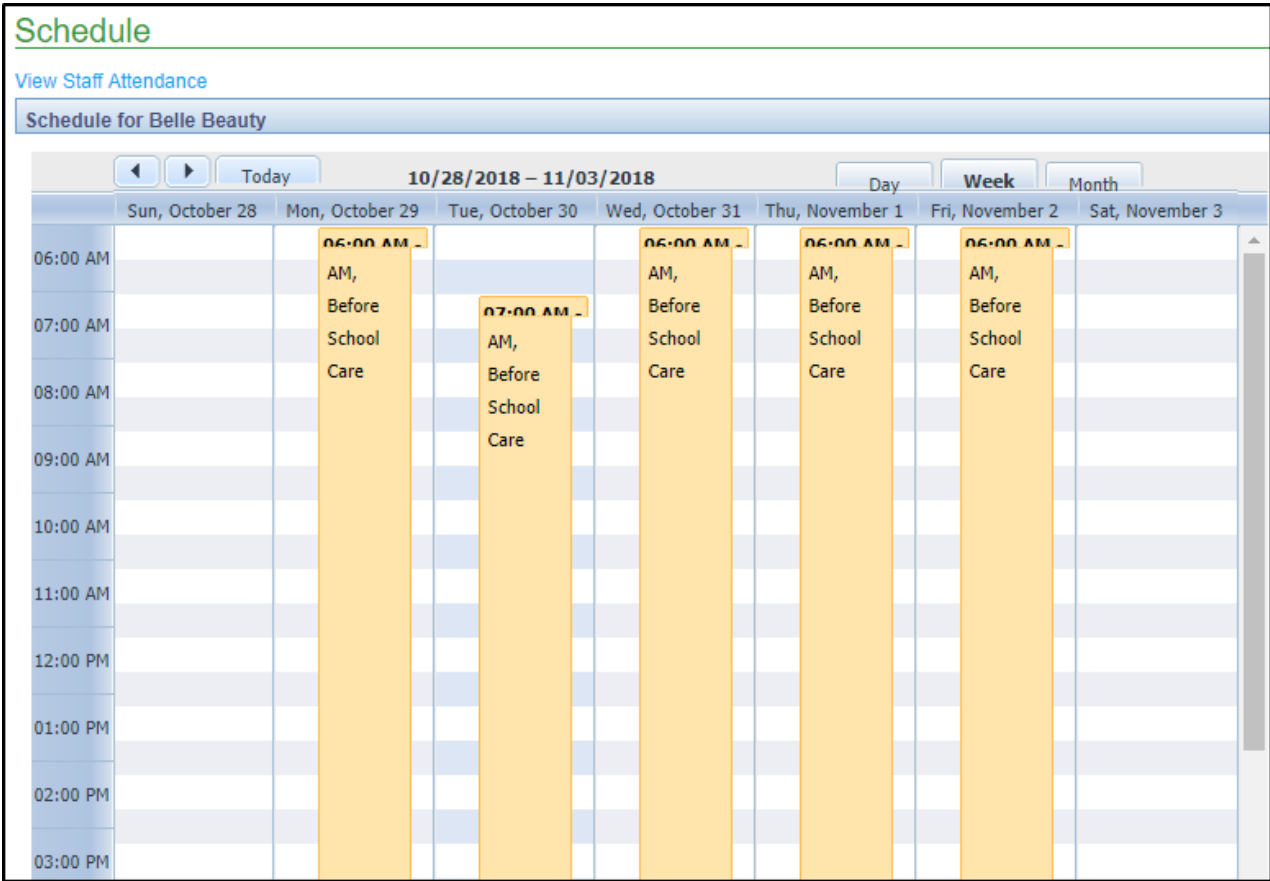 Schedule
View Staff Attendance
Schedule for Belle Beauty
Today 10/28/2018 – 11/03/2018 Day Week Month
Sun, October 28 Mon, October 29 Tue, October 30 Wed, October 31 Thu, November 1 Fri, November 2 Sat, November 3
06:00 AM - 06:00 AM - 06:00 AM - 06:00 AM -
06:00 AM AM, AM, AM, AM,
Before Before Before Before
07:00 AM -
07:00 AM School School School School
AM,
Care Care Care Care
Before
08:00 AM
School
Care
09:00 AM
10:00 AM
11:00 AM
12:00 PM
01:00 PM
02:00 PM
03:00 PM